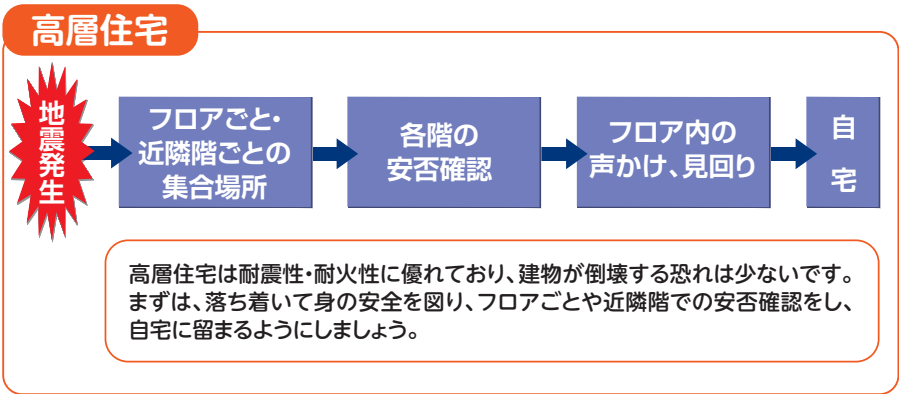 高層住宅
地震発生
フロアごと・
近隣階ごとの
集合場所
各階の
安否確認
フロア内の
声かけ、見回り
自
宅
高層住宅は耐震性・耐火性に優れており、建物が倒壊する恐れは少ないです。
まずは、落ち着いて身の安全を図り、フロアごとや近隣階での安否確認をし、
自宅に留まるようにしましょう。